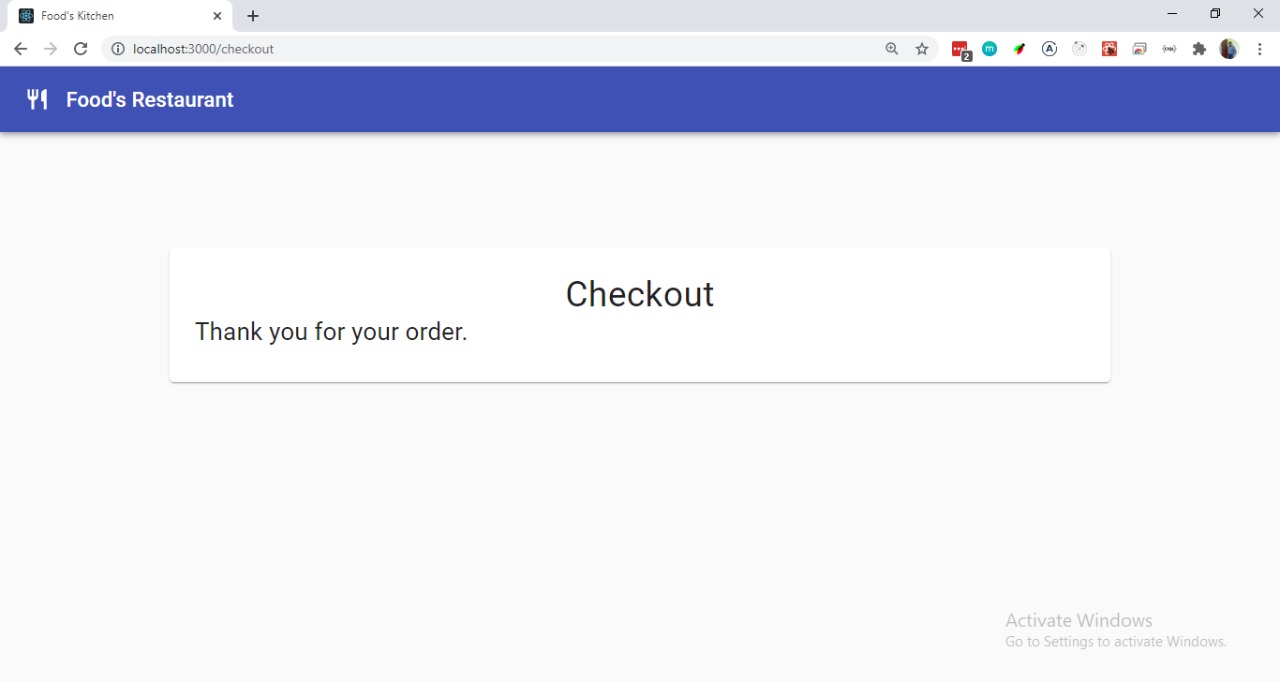 Food's Kitchen
localhost:3000/checkout
2
m
A
Food's Restaurant
Checkout
Thank you for your order.
Activate Windows
Go to Settings to activate Windows.